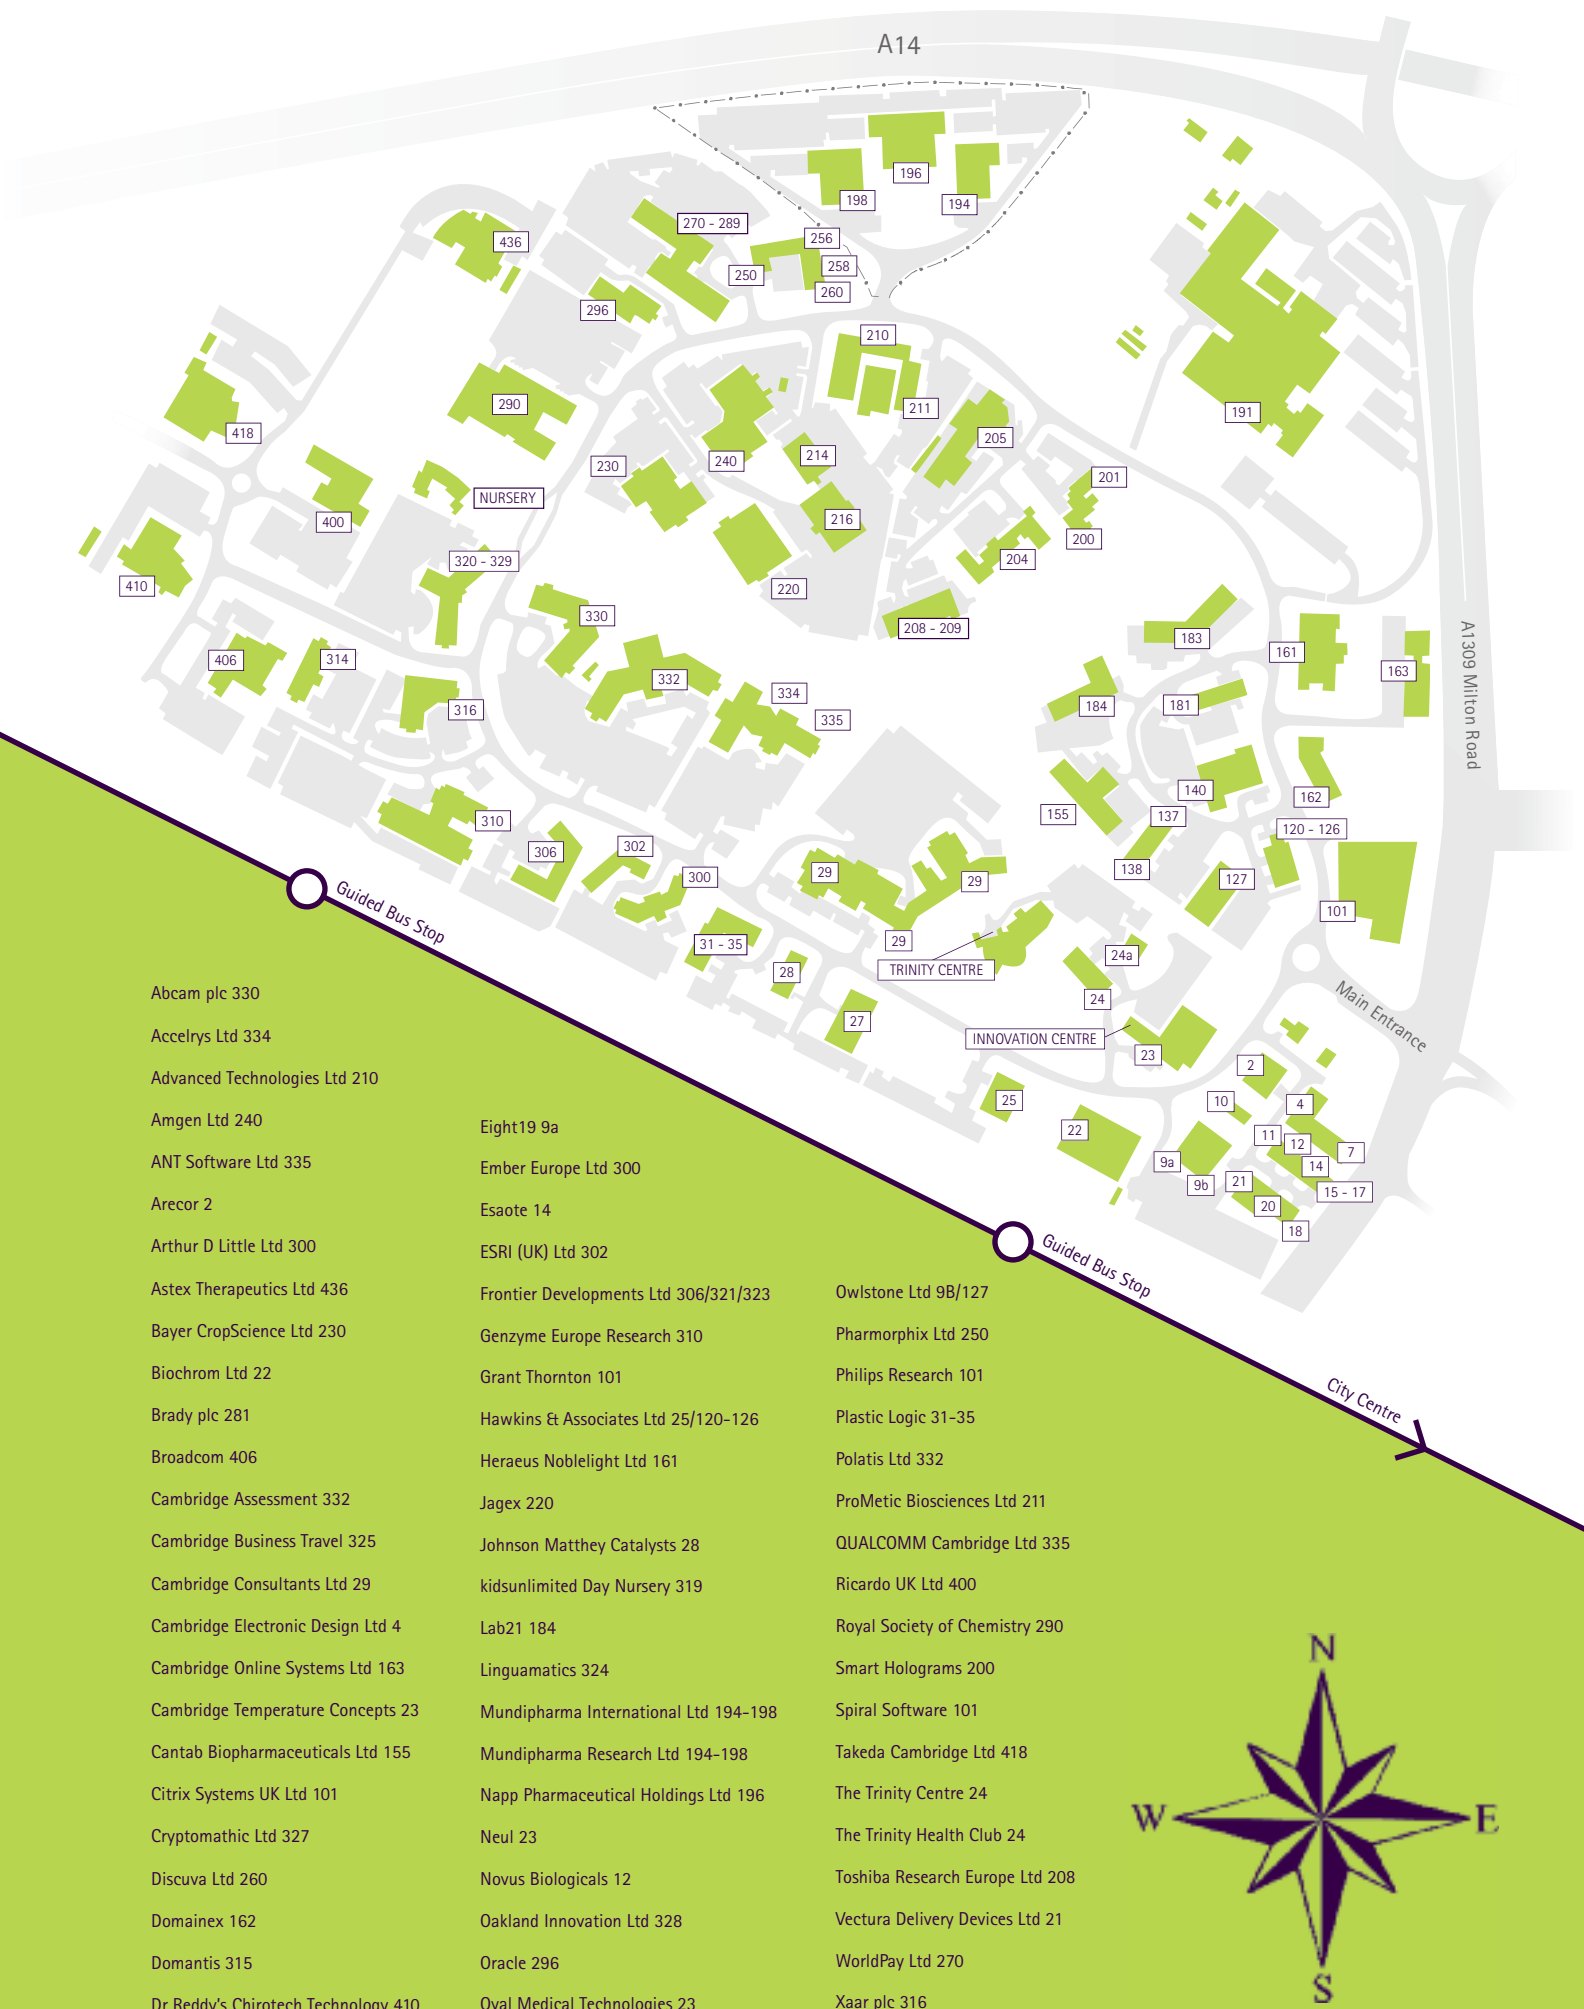 A14
196
198
194
270 - 289
256
436
258
250
260
296
210
290
211
191
418
205
214
230
240
201
NURSERY
216
400
200
320 - 329
204
410
220
330
208 - 209
183
161
406
314
163
332
334
181
184
316
335
A1309 Milton Road
140
162
155
137
310
120 - 126
302
306
138
29
300
127
29
101
Guided Bus Stop
29
31 - 35
24a
TRINITY CENTRE
28
24
Main Entrance
27
INNOVATION CENTRE
23
2
25
10
4
22
11
12
7
9a
14
21
9b
15 - 17
20
18
Guided Bus Stop
City Centre
Abcam plc 330
Accelrys Ltd 334
Advanced Technologies Ltd 210
Amgen Ltd 240
ANT Software Ltd 335
Arecor 2
Arthur D Little Ltd 300
Astex Therapeutics Ltd 436
Bayer CropScience Ltd 230
Biochrom Ltd 22
Brady plc 281
Broadcom 406
Cambridge Assessment 332
Cambridge Business Travel 325
Cambridge Consultants Ltd 29
Cambridge Electronic Design Ltd 4
Cambridge Online Systems Ltd 163
Cambridge Temperature Concepts 23
Cantab Biopharmaceuticals Ltd 155
Citrix Systems UK Ltd 101
Cryptomathic Ltd 327
Discuva Ltd 260
Domainex 162
Domantis 315
Dr Reddy's Chirotech Technology 410
Eight19 9a
Ember Europe Ltd 300
Esaote 14
ESRI (UK) Ltd 302
Frontier Developments Ltd 306/321/323
Genzyme Europe Research 310
Grant Thornton 101
Hawkins & Associates Ltd 25/120-126
Heraeus Noblelight Ltd 161
Jagex 220
Johnson Matthey Catalysts 28
kidsunlimited Day Nursery 319
Lab21 184
Linguamatics 324
Mundipharma International Ltd 194-198
Mundipharma Research Ltd 194-198
Napp Pharmaceutical Holdings Ltd 196
Neul 23
Novus Biologicals 12
Oakland Innovation Ltd 328
Oracle 296
Oval Medical Technologies 23
Owlstone Ltd 9B/127
Pharmorphix Ltd 250
Philips Research 101
Plastic Logic 31-35
Polatis Ltd 332
ProMetic Biosciences Ltd 211
QUALCOMM Cambridge Ltd 335
Ricardo UK Ltd 400
Royal Society of Chemistry 290
Smart Holograms 200
Spiral Software 101
Takeda Cambridge Ltd 418
The Trinity Centre 24
The Trinity Health Club 24
Toshiba Research Europe Ltd 208
Vectura Delivery Devices Ltd 21
WorldPay Ltd 270
Xaar plc 316
N
W
E
S